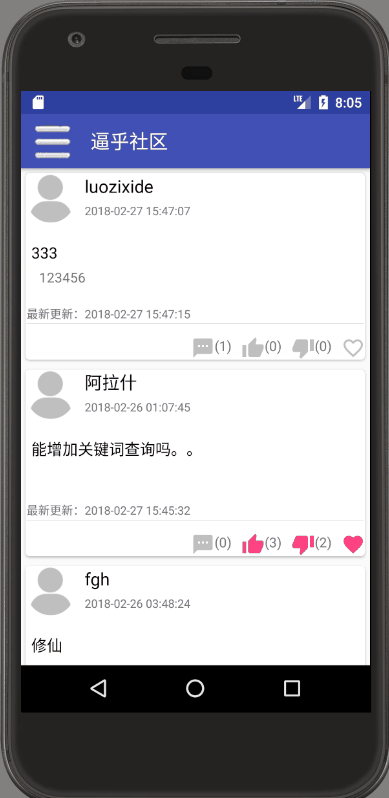 LTE 8:05
逼乎社区
luozixide
2018-02-27 15:47:07
333
123456
最新更新：2018-02-27 15:47:15
(1) (0) (0)
阿拉什
2018-02-26 01:07:45
能增加关键词查询吗。。
最新更新：2018-02-27 15:45:32
(0) (3) (2)
fgh
2018-02-26 03:48:24
修仙